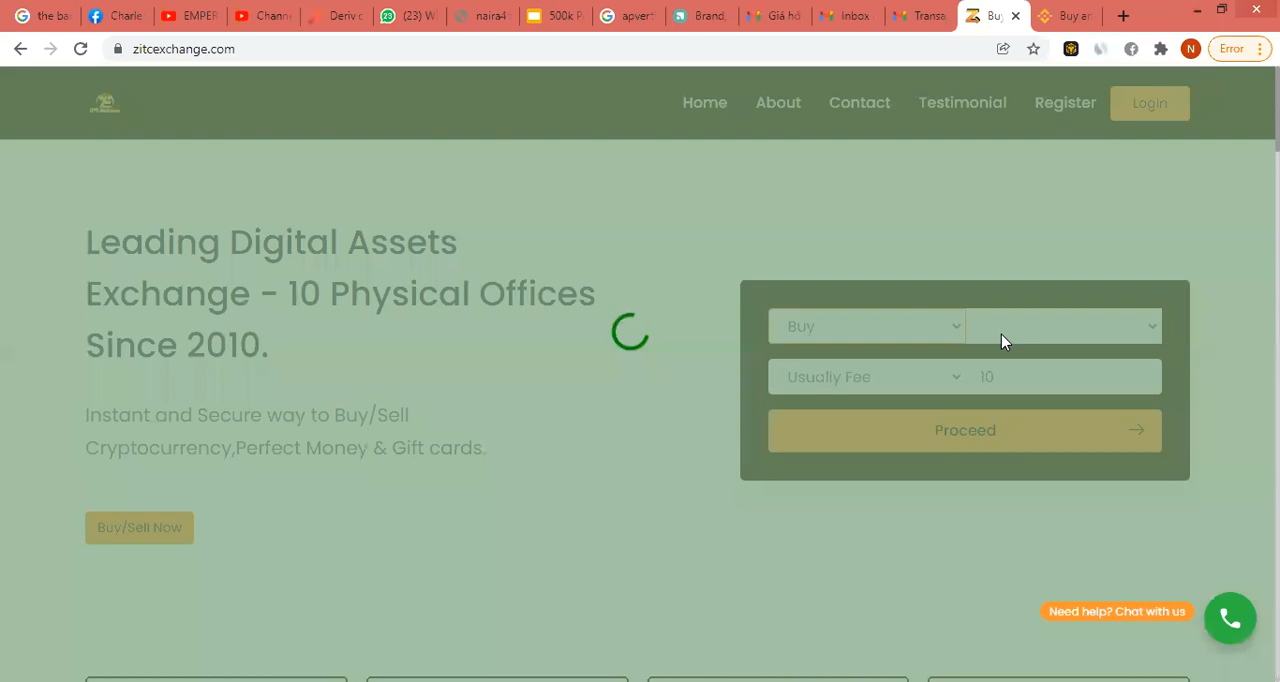 the ba
Charle
EMPER
Chann
Deriv c
(23) W
naira4
500k P
apvert
Brand,
Giá hố
Inbox
Transa
Bu
Buy ar
zitcexchange.com
N
Error
Home
About
Contact
Testimonial
Register
Login
Leading Digital Assets
Exchange - 10 Physical Offices
Since 2010.
Buy
Usually Fee
10
Proceed
Instant and Secure way to Buy/Sell
Cryptocurrency,Perfect Money & Gift cards.
Buy/Sell Now
Need help? Chat with us